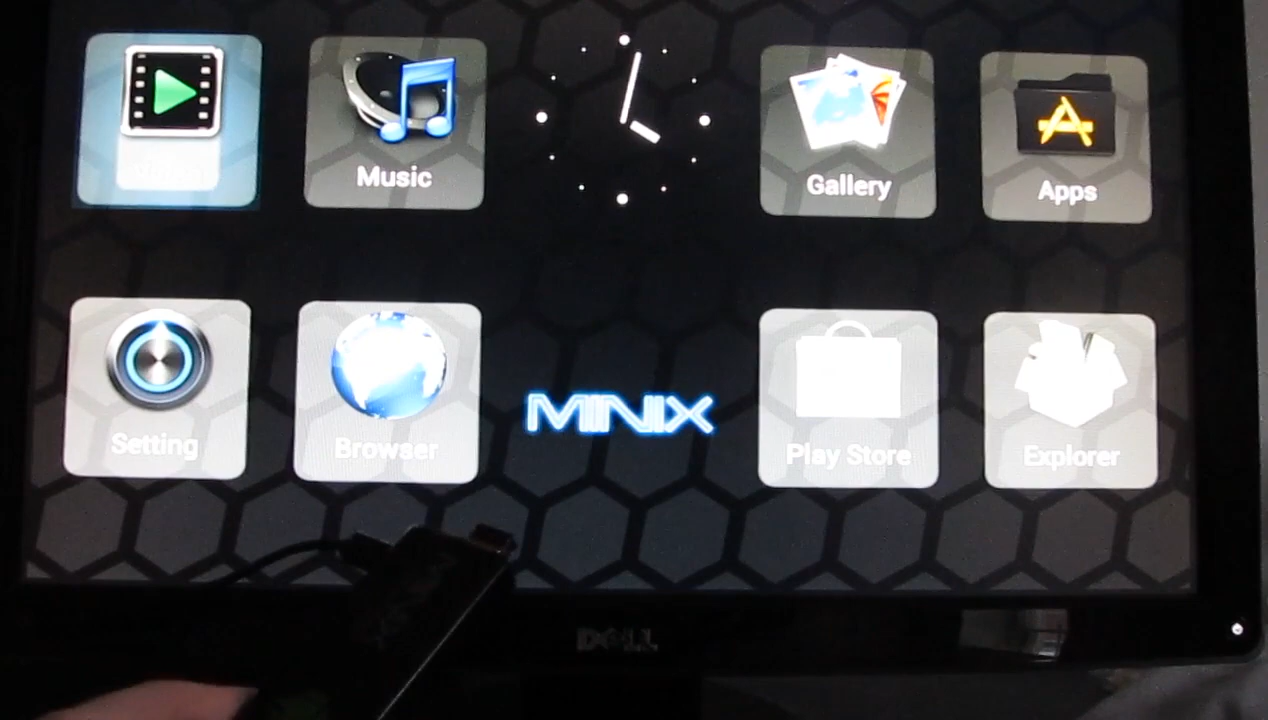 Music
Gallery
Apps
Setting
Browser
MINIX
Play Store
Explorer
DELL